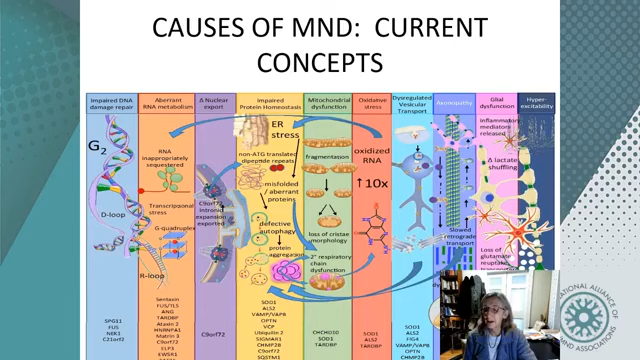 CAUSES OF MND: CURRENT
CONCEPTS
Impaired DNA
damage repair
Aberrant
RNA metabolism
Δ Nuclear
export
Impaired
Protein Homeostasis
Mitochondrial
dysfunction
Oxidative
stress
Dysregulated
Vesicular
Transport
Axonopathy
Glial
dysfunction
Hyper-
excitability
G2
D-loop
R-loop
SPG11
FUS
NEK1
C21orf2
RNA
inappropriately
sequestered
Transcriptional
stress
G-quadruplex
Sentaxin
FUS/TLS
ANG
TARDBP
Ataxin 2
HNRNPA1
Matrin 3
C9orf72
ELP3
EWSR1
C9orf72
intronic
expansion
exported
C9orf72
ER
stress
non-ATG translated
dipeptide repeats
misfolded
/ aberrant
proteins
defective
autophagy
protein
aggregation
SOD1
ALS2
VAMP/VAPB
OPTN
VCP
Ubiquilin 2
SIGMAR1
CHMP2B
C9orf72
SQSTM1
fragmentation
loss of cristae
morphology
2° respiratory
chain
dysfunction
CHCHD10
SOD1
TARDBP
oxidized
RNA
↑10x
SOD1
ALS2
TARDBP
SOD1
ALS2
FIG4
VAMP/VAPB
OPTN
CHMP2B
Slowed
retrograde
transport
Inflammatory
mediators
released
Δ lactate
shuffling
Loss of
glutamate
reuptake
NATIONAL ALLIANCE OF
MND ASSOCIATIONS